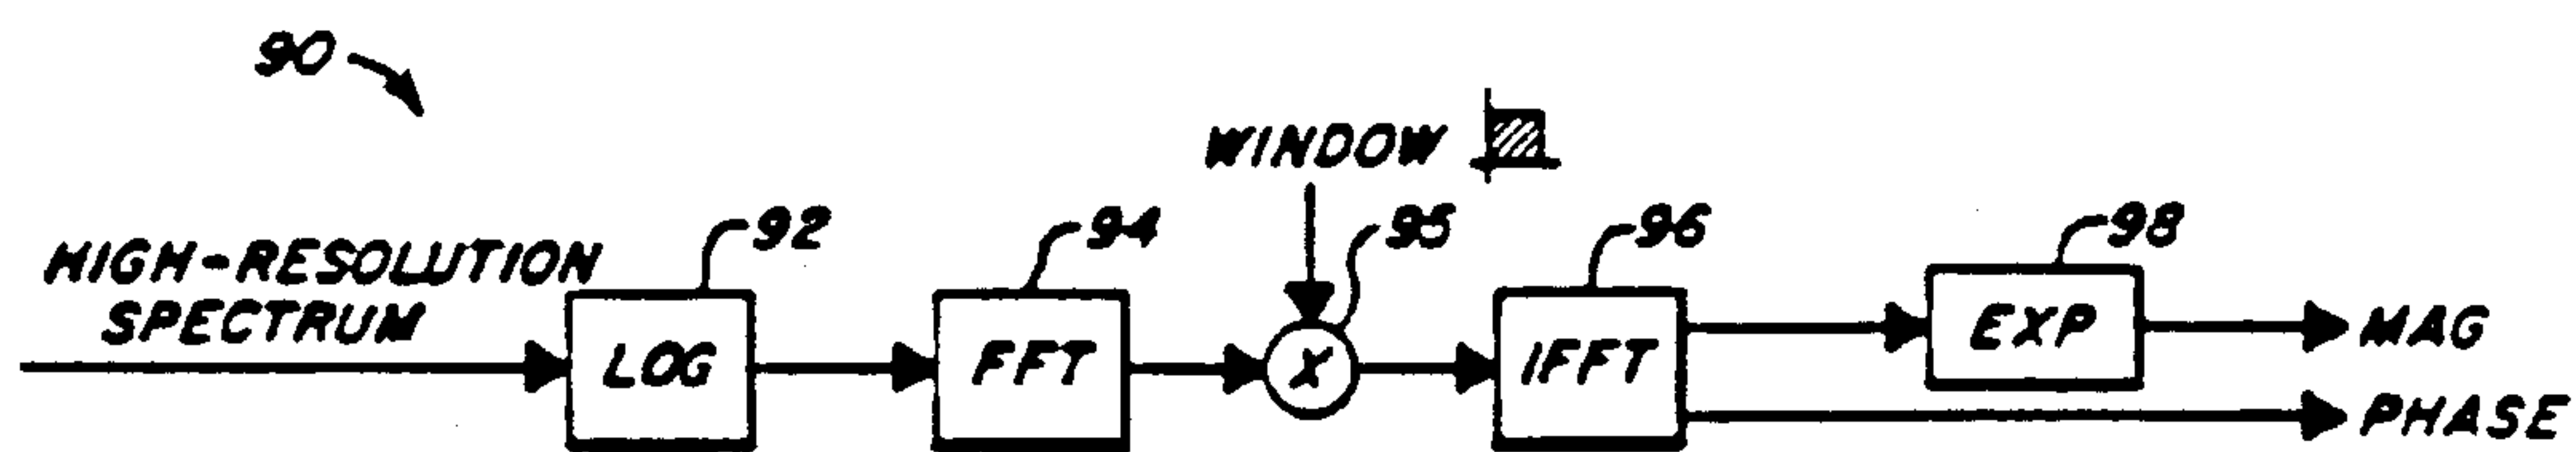 90
WINDOW
92
94
95
96
98
HIGH-RESOLUTION
SPECTRUM
LOG
FFT
X
IFFT
EXP
MAG
PHASE